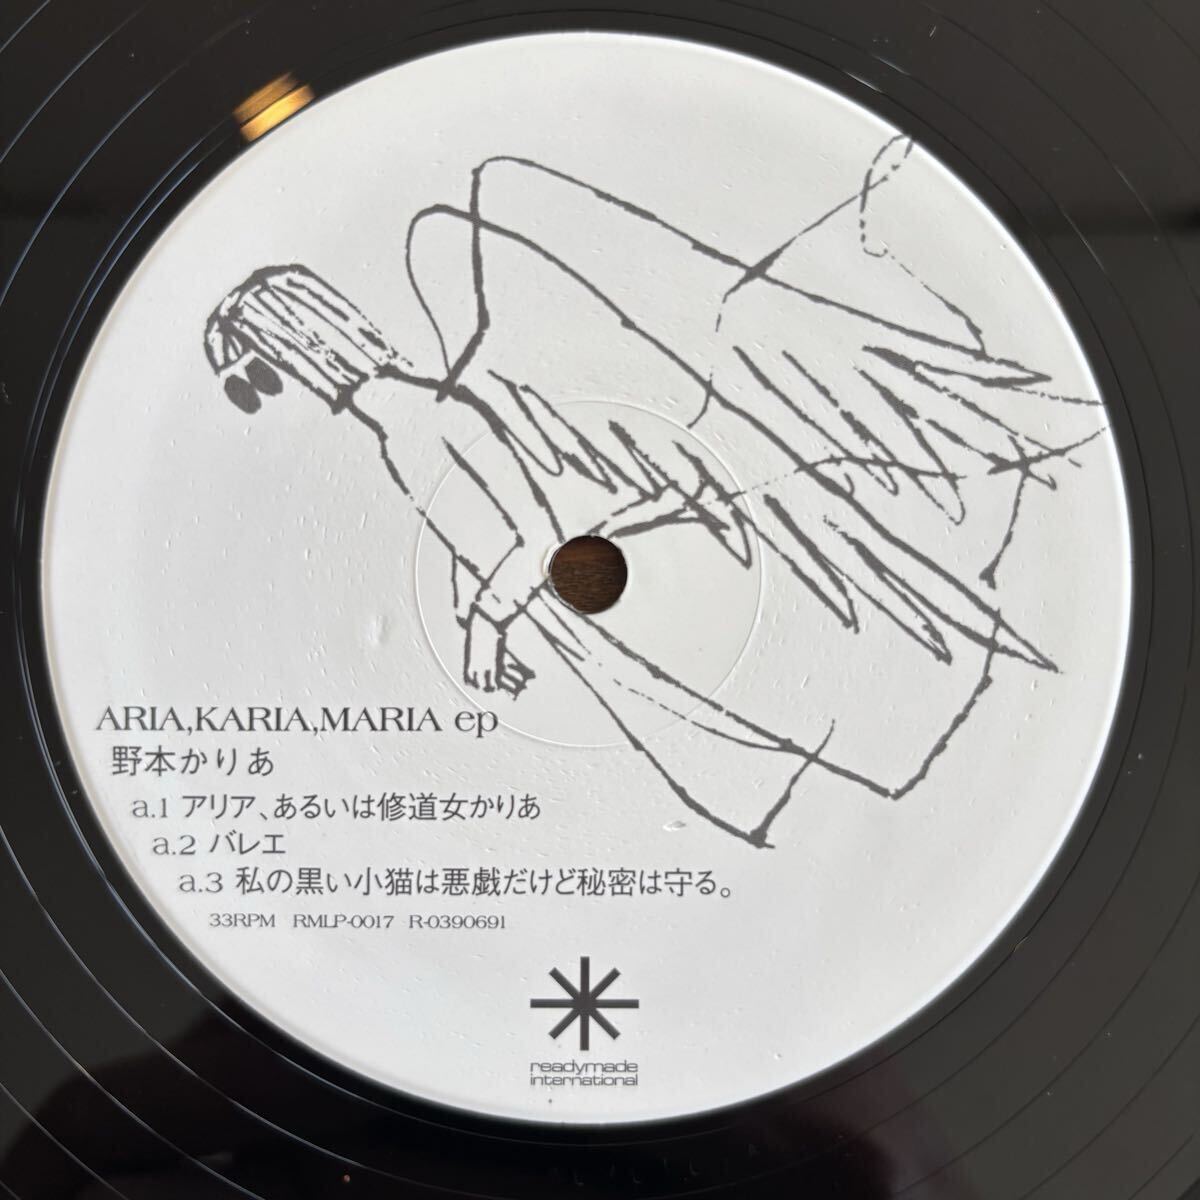 ARIA,KARIA,MARIA ep
野本かりあ
a.1 アリア、あるいは修道女かりあ
a.2 バレエ
a.3 私の黒い小猫は悪戯だけど秘密は守る。
33RPM RMLP-0017 R-0390691
readymade
international